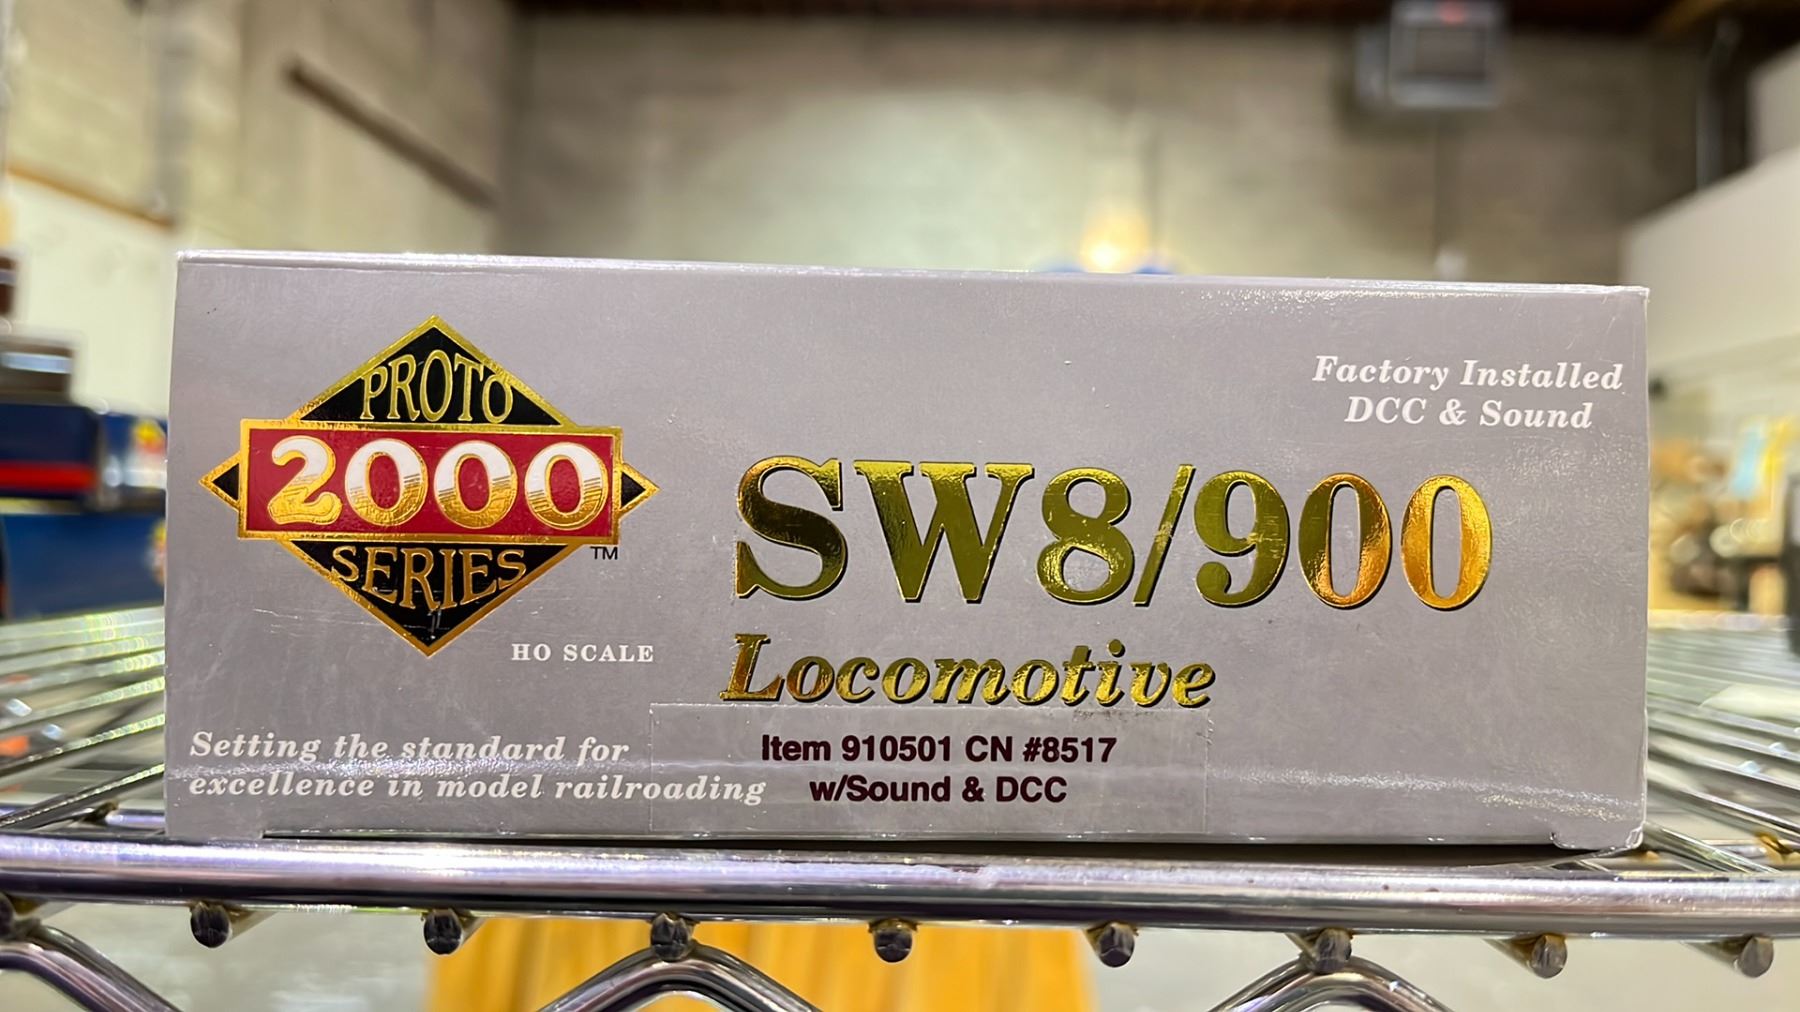 PROTO
2000
SERIES
TM
HO SCALE
Setting the standard for
excellence in model railroading
Factory Installed
DCC & Sound
SW8/900
Locomotive
Item 910501 CN #8517
w/Sound & DCC